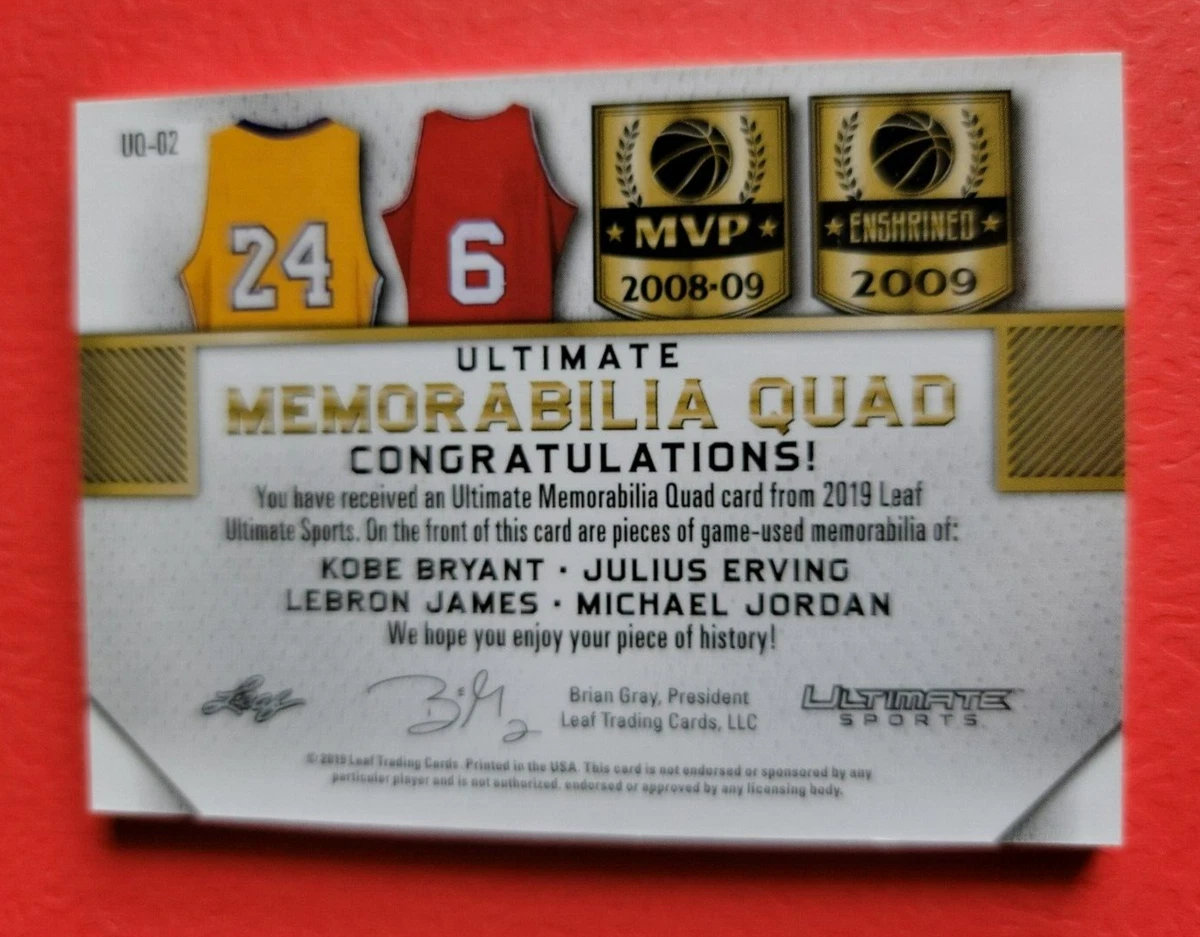 UQ-02
24
6
MVP
2008-09
ENSHRINED
2009
ULTIMATE
MEMORABILIA QUAD
CONGRATULATIONS!
You have received an Ultimate Memorabilia Quad card from 2019 Leaf
Ultimate Sports. On the front of this card are pieces of game-used memorabilia of:
KOBE BRYANT · JULIUS ERVING
LEBRON JAMES · MICHAEL JORDAN
We hope you enjoy your piece of history!
Leaf
Brian Gray, President
Leaf Trading Cards, LLC
ULTIMATE
SPORTS
© 2019 Leaf Trading Cards. Printed in the USA. This card is not endorsed or sponsored by any
particular player and is not authorized, endorsed or approved by any licensing body.